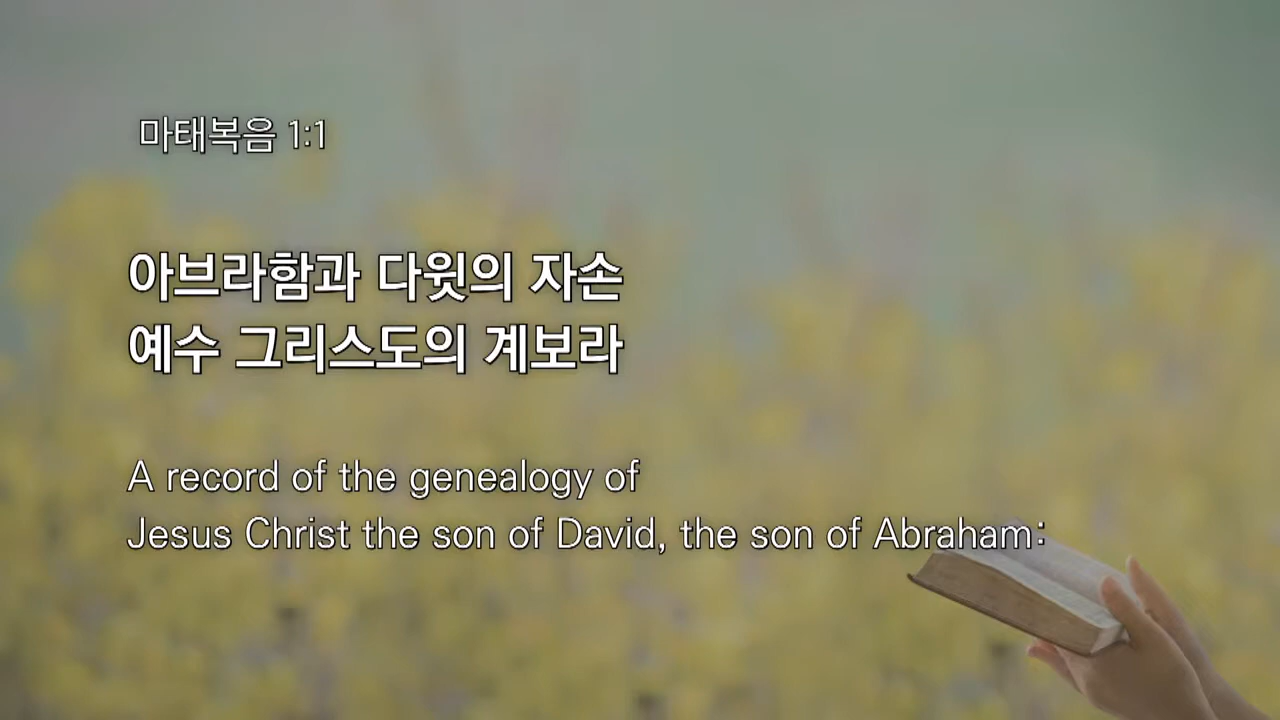 마태복음 1:1
아브라함과 다윗의 자손
예수 그리스도의 계보라
A record of the genealogy of
Jesus Christ the son of David, the son of Abraham: